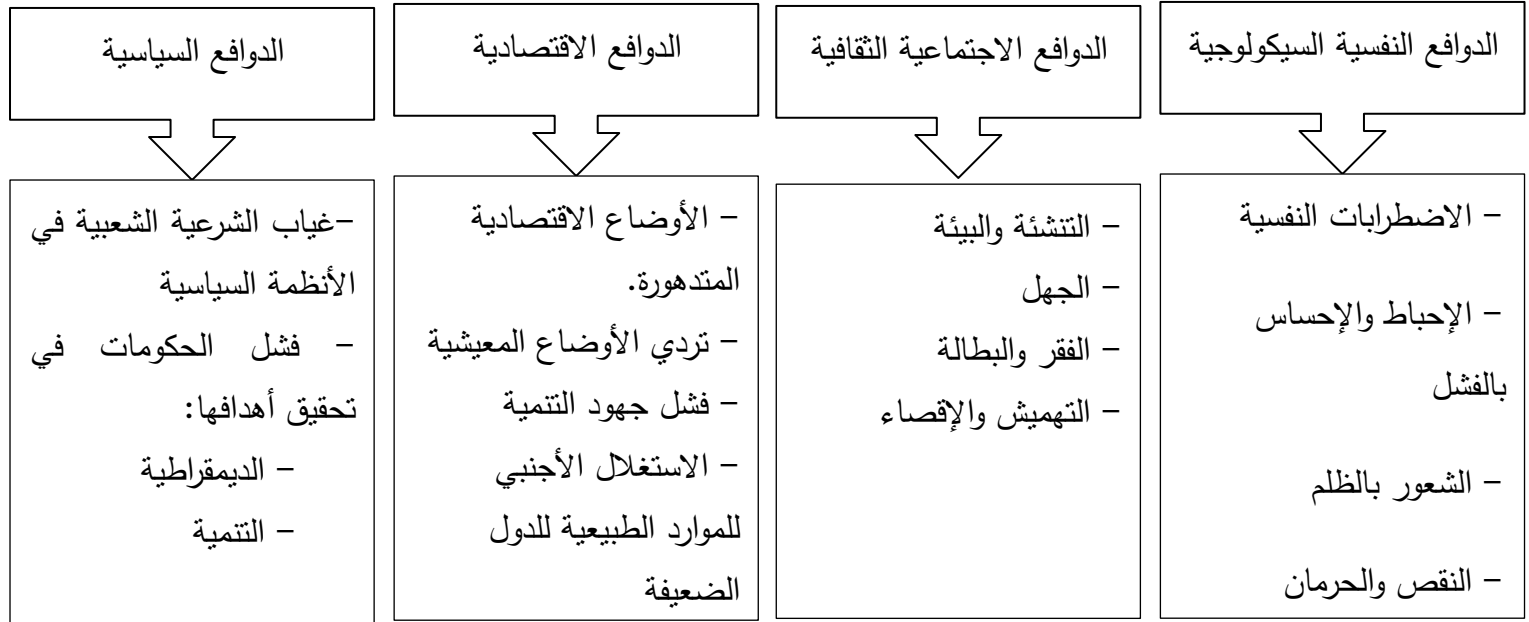 الدوافع النفسية السيكولوجية
– الاضطرابات النفسية
– الإحباط والإحساس
بالفشل
– الشعور بالظلم
– النقص والحرمان
الدوافع الاجتماعية الثقافية
– التنشئة والبيئة
– الجهل
– الفقر والبطالة
– التهميش والإقصاء
الدوافع الاقتصادية
– الأوضاع الاقتصادية
المتدهورة.
– تردي الأوضاع المعيشية
– فشل جهود التنمية
– الاستغلال الأجنبي
للموارد الطبيعية للدول
الضعيفة
الدوافع السياسية
–غياب الشرعية الشعبية في
الأنظمة السياسية
– فشل الحكومات في
تحقيق أهدافها:
– الديمقراطية
– التنمية